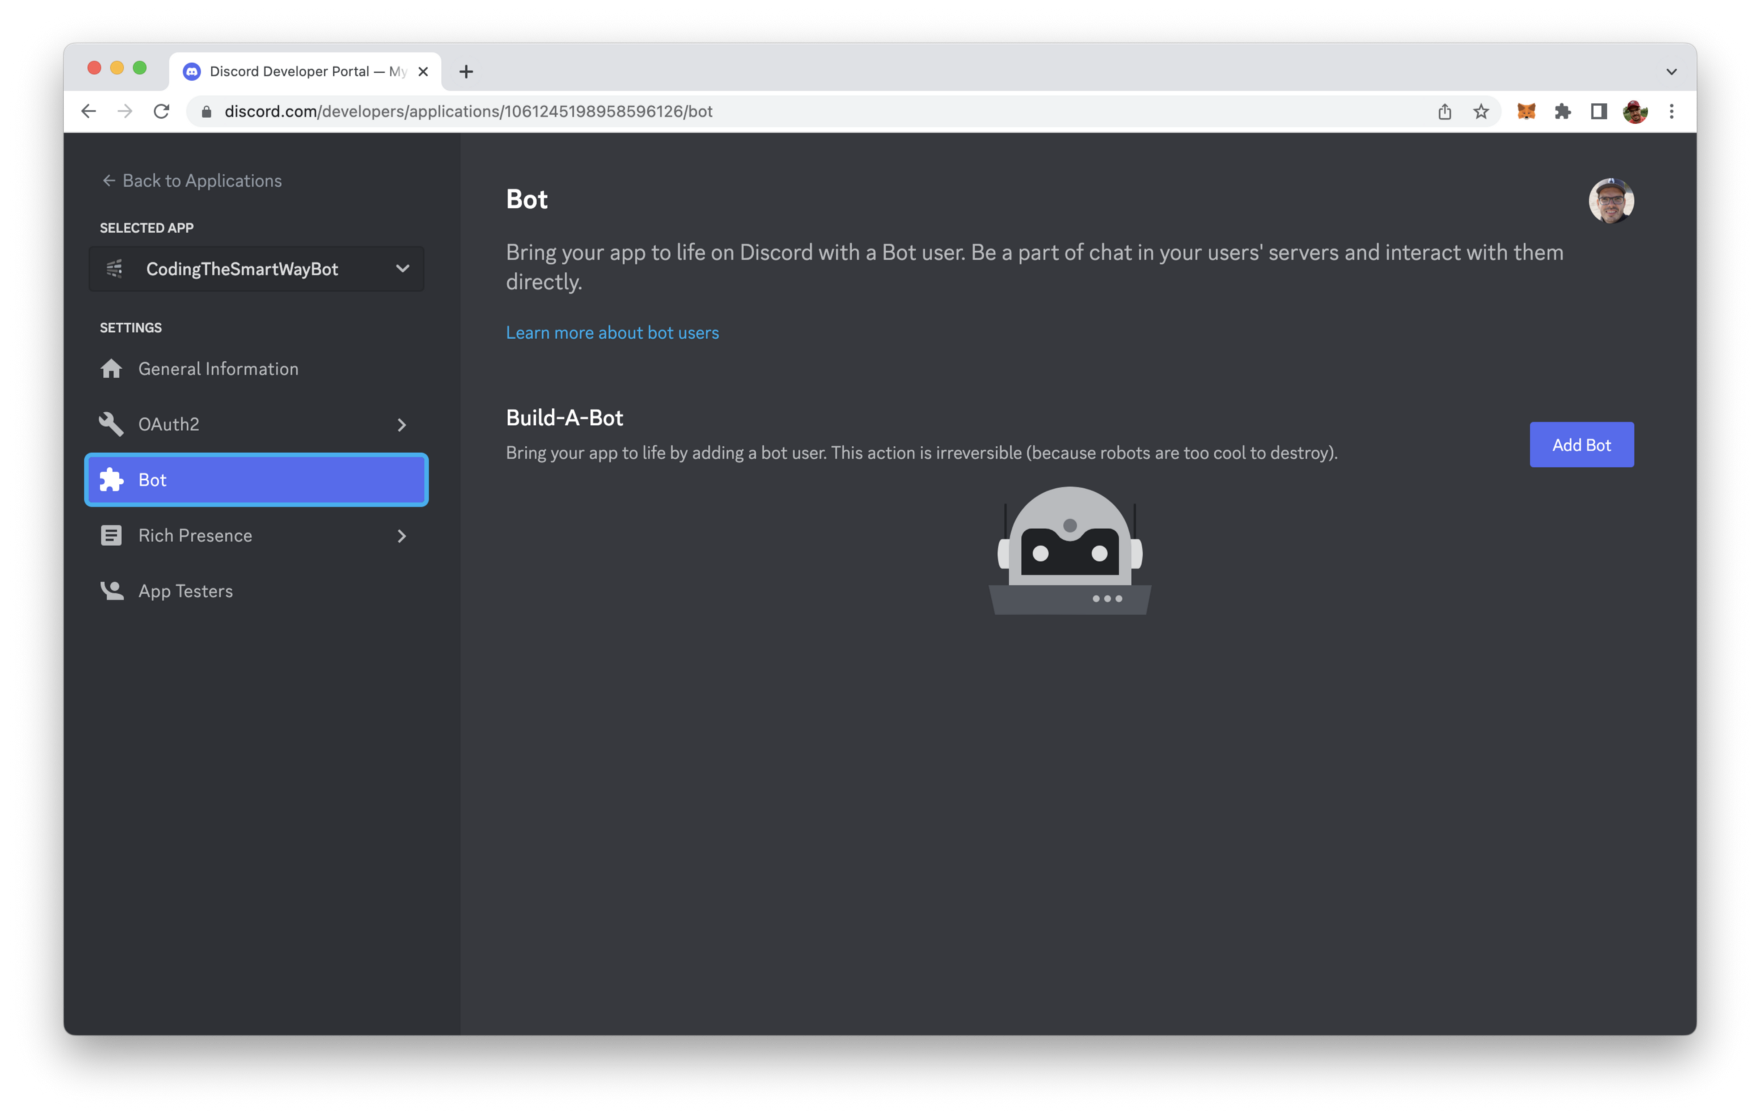 Discord Developer Portal — My
discord.com/developers/applications/1061245198958596126/bot
Back to Applications
SELECTED APP
CodingTheSmartWayBot
SETTINGS
General Information
OAuth2
Bot
Rich Presence
App Testers
Bot
Bring your app to life on Discord with a Bot user. Be a part of chat in your users' servers and interact with them
directly.
Learn more about bot users
Build-A-Bot
Bring your app to life by adding a bot user. This action is irreversible (because robots are too cool to destroy).
Add Bot